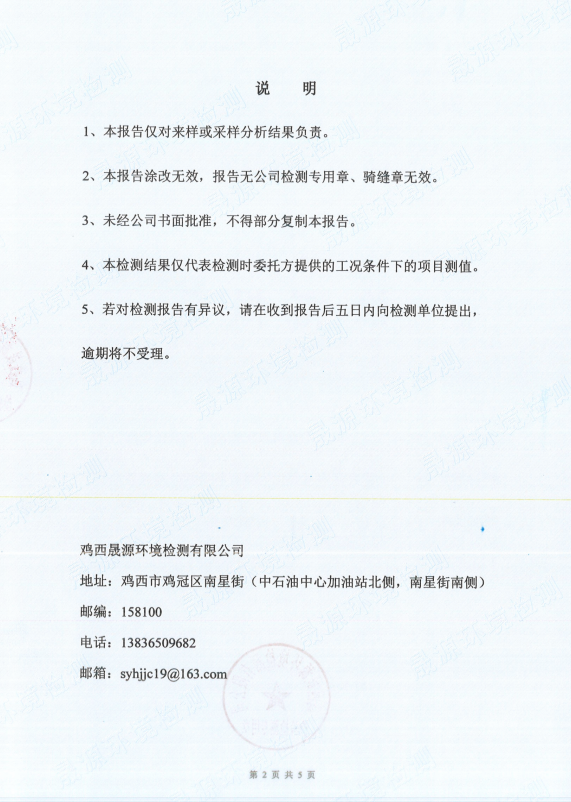 说 明
1、本报告仅对来样或采样分析结果负责。
2、本报告涂改无效，报告无公司检测专用章、骑缝章无效。
3、未经公司书面批准，不得部分复制本报告。
4、本检测结果仅代表检测时委托方提供的工况条件下的项目测值。
5、若对检测报告有异议，请在收到报告后五日内向检测单位提出，
逾期将不受理。
鸡西晟源环境检测有限公司
地址：鸡西市鸡冠区南星街（中石油中心加油站北侧，南星街南侧）
邮编：158100
电话：13836509682
邮箱：syhjjc19@163.com
第 2 页 共 5 页
晟源环境检测